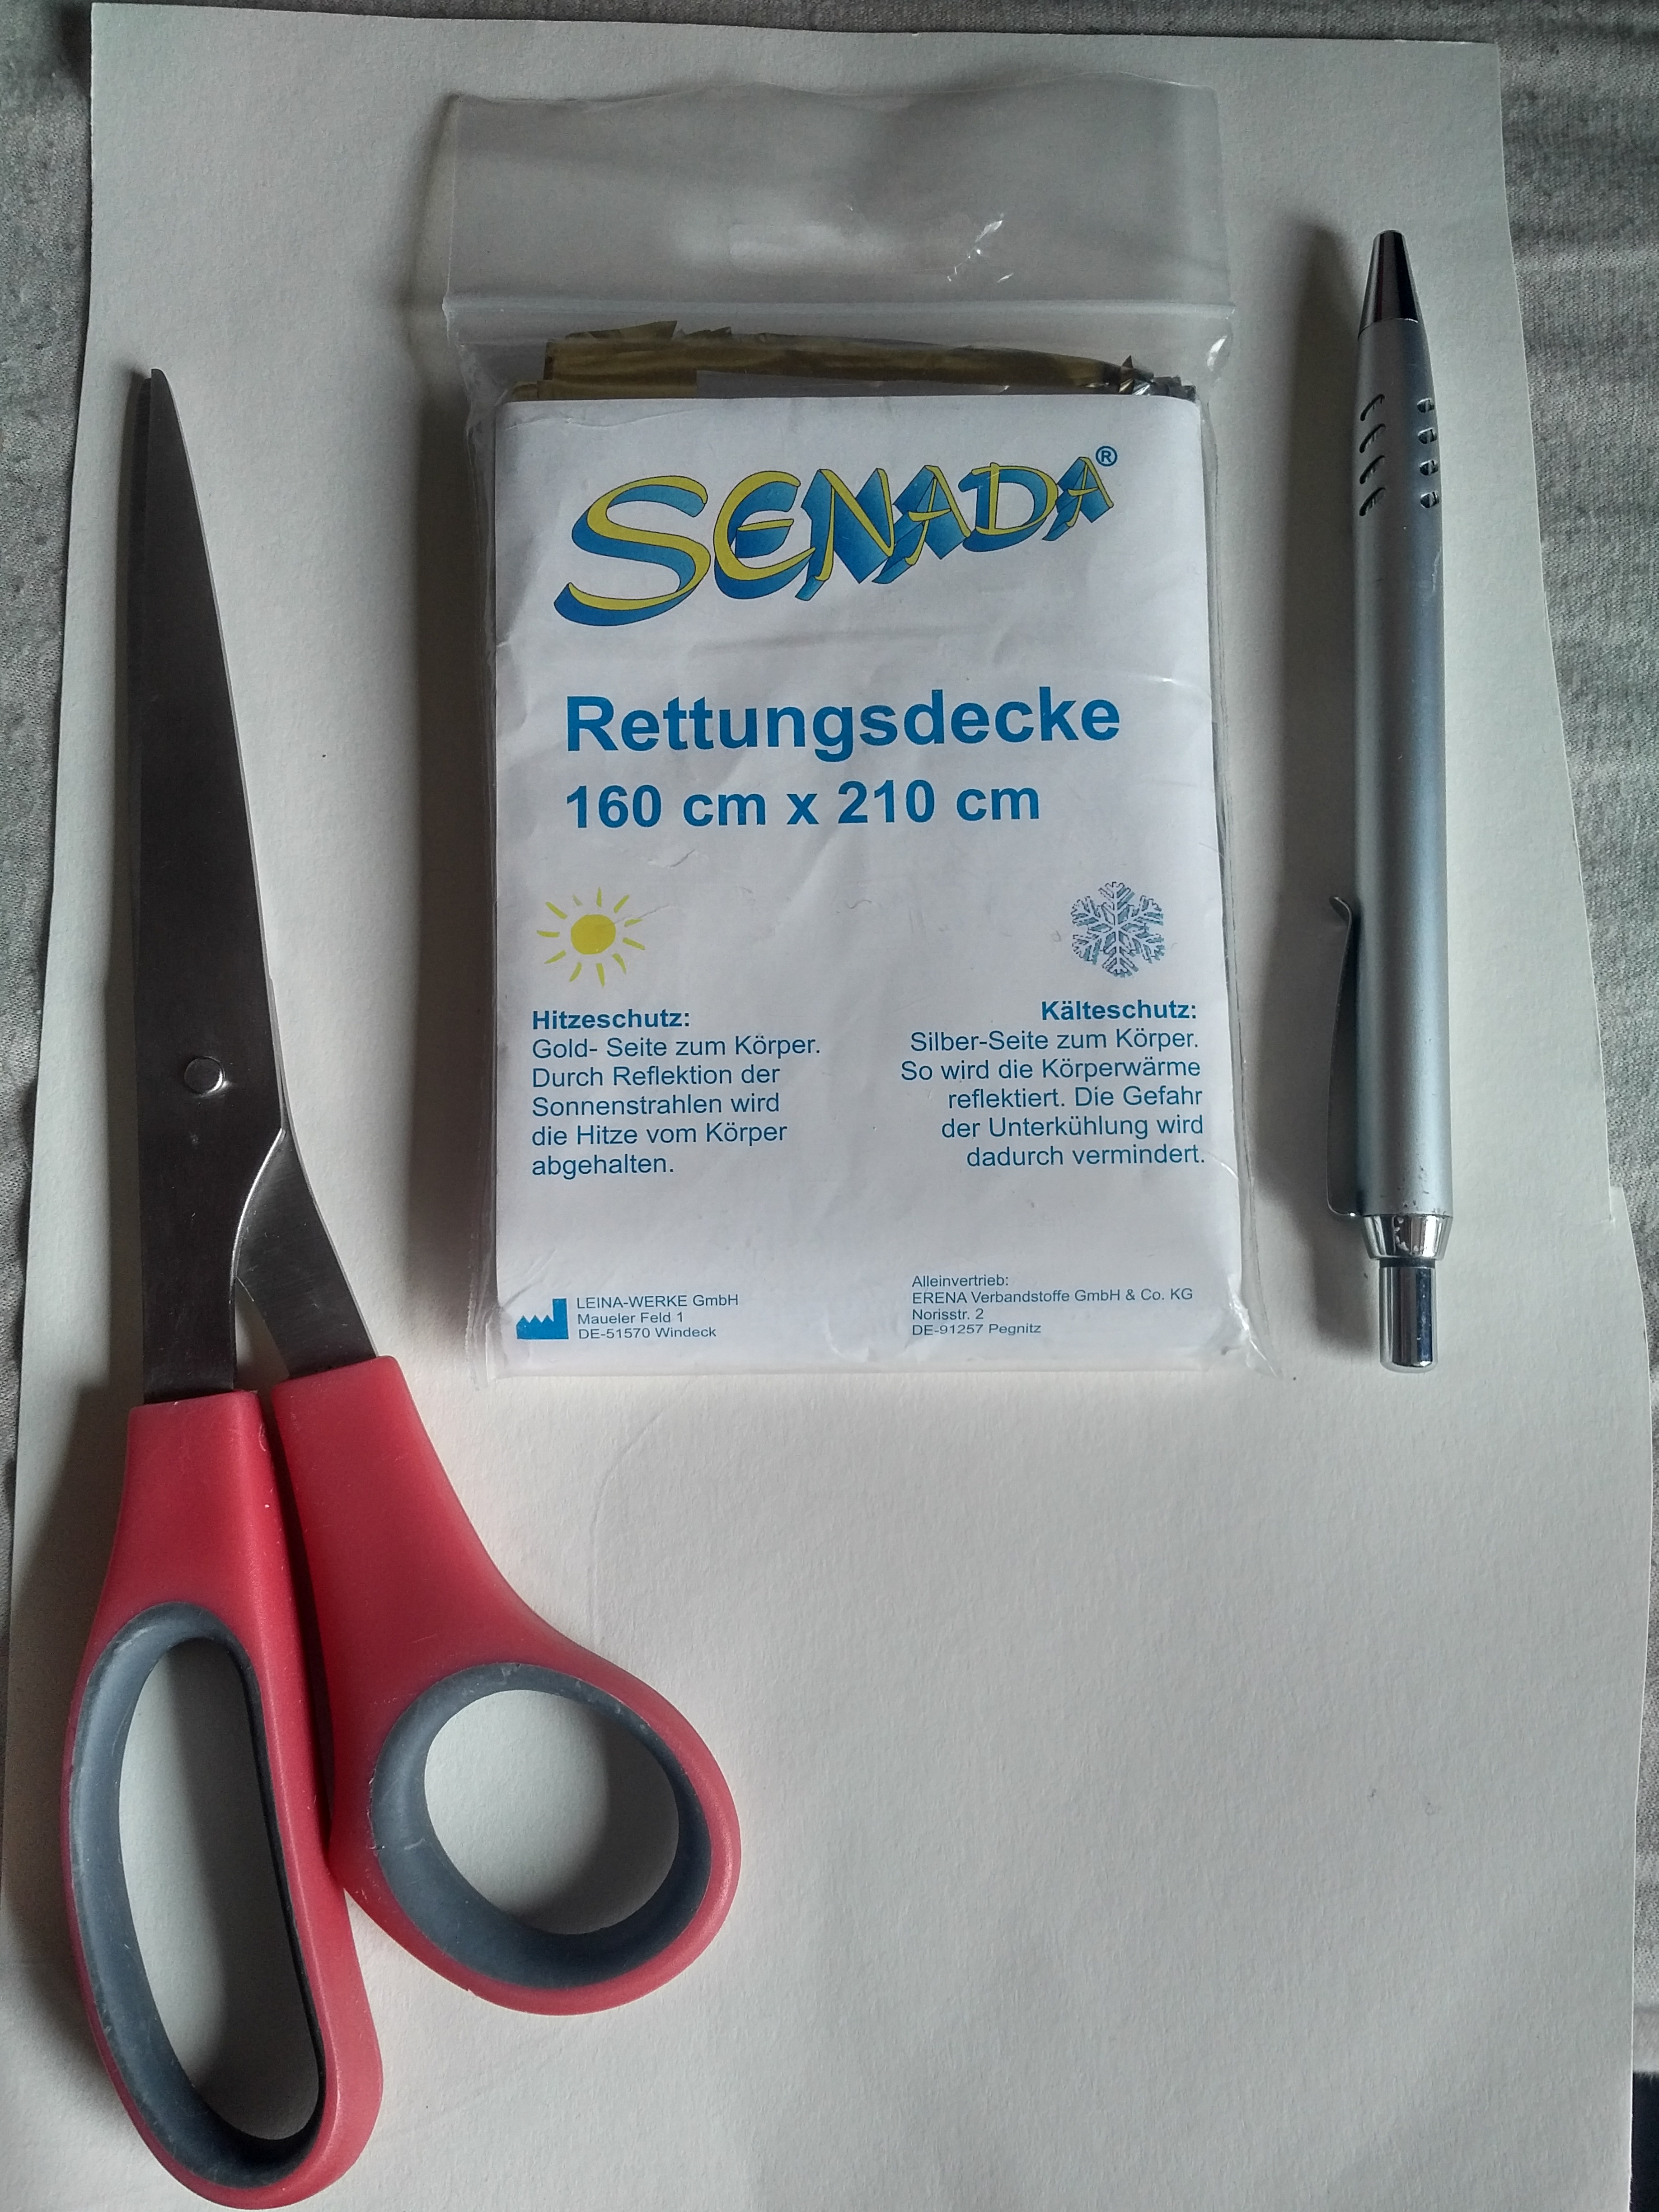 SENADA®
Rettungsdecke
160 cm x 210 cm
Hitzeschutz:
Gold- Seite zum Körper.
Durch Reflektion der
Sonnenstrahlen wird
die Hitze vom Körper
abgehalten.
Kälteschutz:
Silber-Seite zum Körper.
So wird die Körperwärme
reflektiert. Die Gefahr
der Unterkühlung wird
dadurch vermindert.
LEINA-WERKE GmbH
Maueler Feld 1
DE-51570 Windeck
Alleinvertrieb:
ERENA Verbandstoffe GmbH & Co. KG
Norisstr. 2
DE-91257 Pegnitz